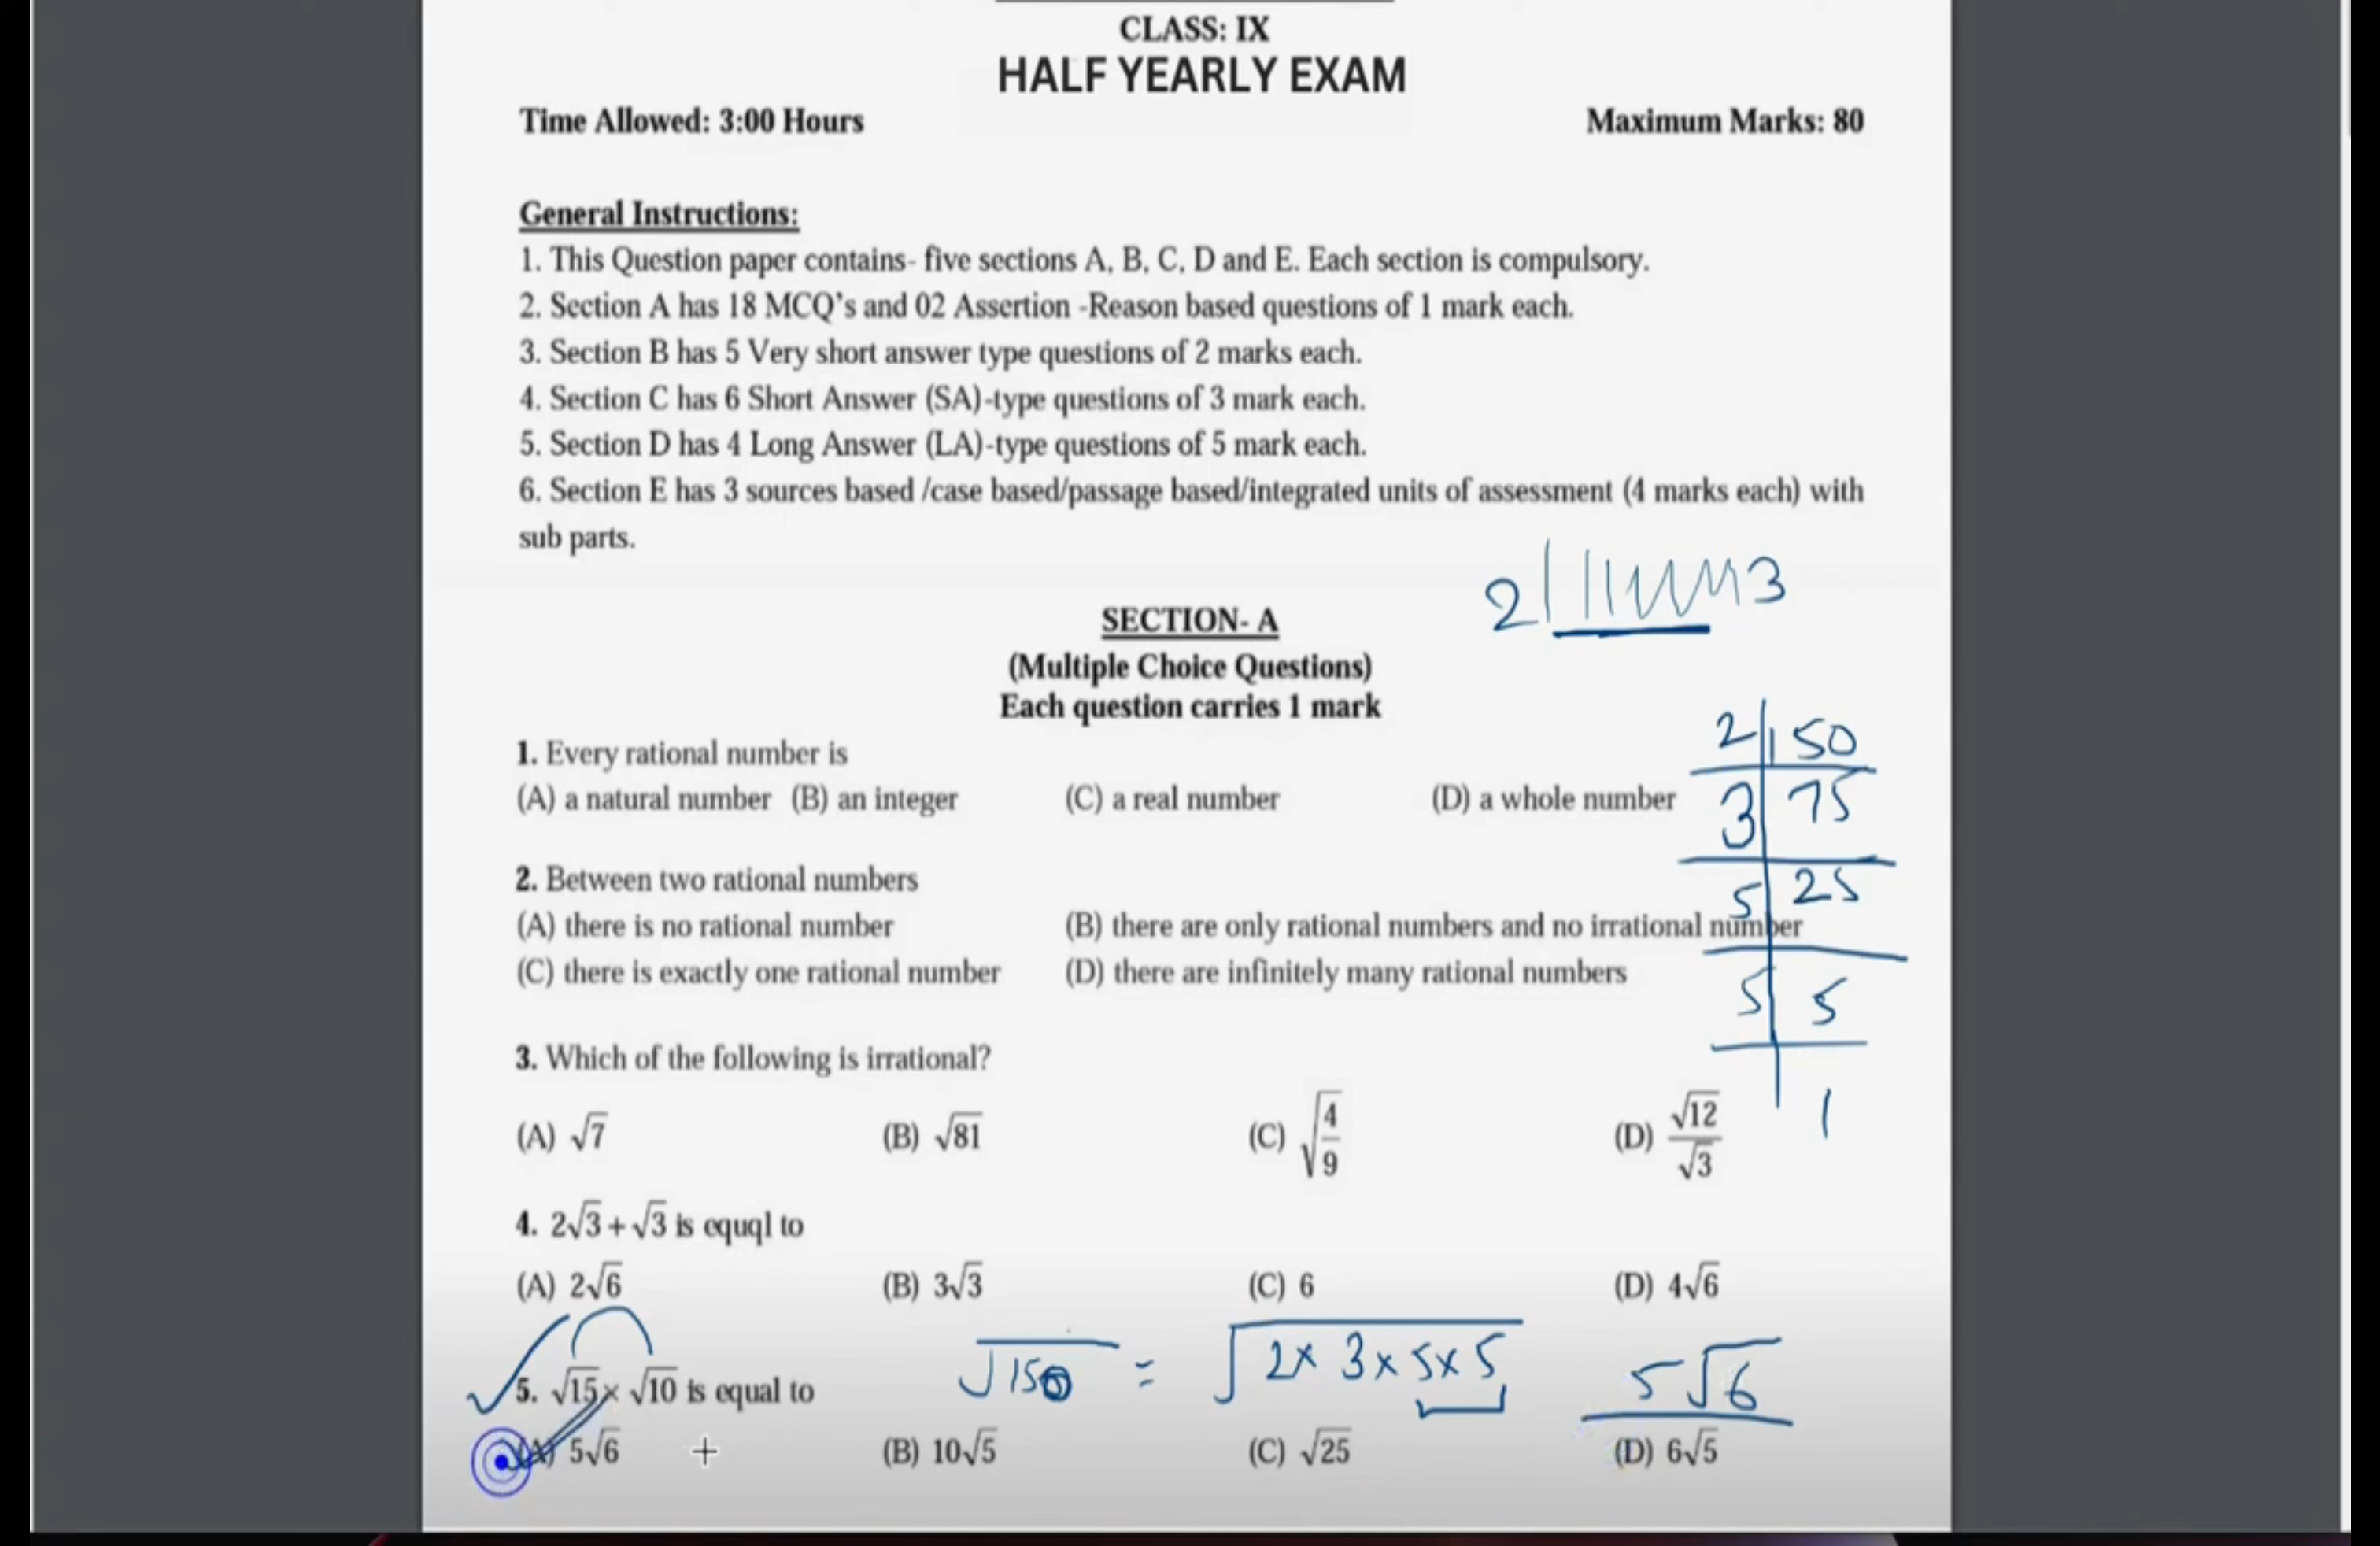 CLASS: IX
HALF YEARLY EXAM
Time Allowed: 3:00 Hours Maximum Marks: 80
General Instructions:
1. This Question paper contains- five sections A, B, C, D and E. Each section is compulsory.
2. Section A has 18 MCQ's and 02 Assertion -Reason based questions of 1 mark each.
3. Section B has 5 Very short answer type questions of 2 marks each.
4. Section C has 6 Short Answer (SA)-type questions of 3 mark each.
5. Section D has 4 Long Answer (LA)-type questions of 5 mark each.
6. Section E has 3 sources based /case based/passage based/integrated units of assessment (4 marks each) with
sub parts.
2 3
SECTION- A
(Multiple Choice Questions)
Each question carries 1 mark
2 150
3 75
5 25
5 5
1
1. Every rational number is
(A) a natural number (B) an integer (C) a real number (D) a whole number
2. Between two rational numbers
(A) there is no rational number (B) there are only rational numbers and no irrational number
(C) there is exactly one rational number (D) there are infinitely many rational numbers
3. Which of the following is irrational?
(A) √7 (B) √81 (C) √(4/9) (D) √12/√3
4. 2√3 + √3 is equql to
(A) 2√6 (B) 3√3 (C) 6 (D) 4√6
5. √15 × √10 is equal to √150 = √(2 × 3 × 5 × 5) 5√6
(A) 5√6 (B) 10√5 (C) √25 (D) 6√5